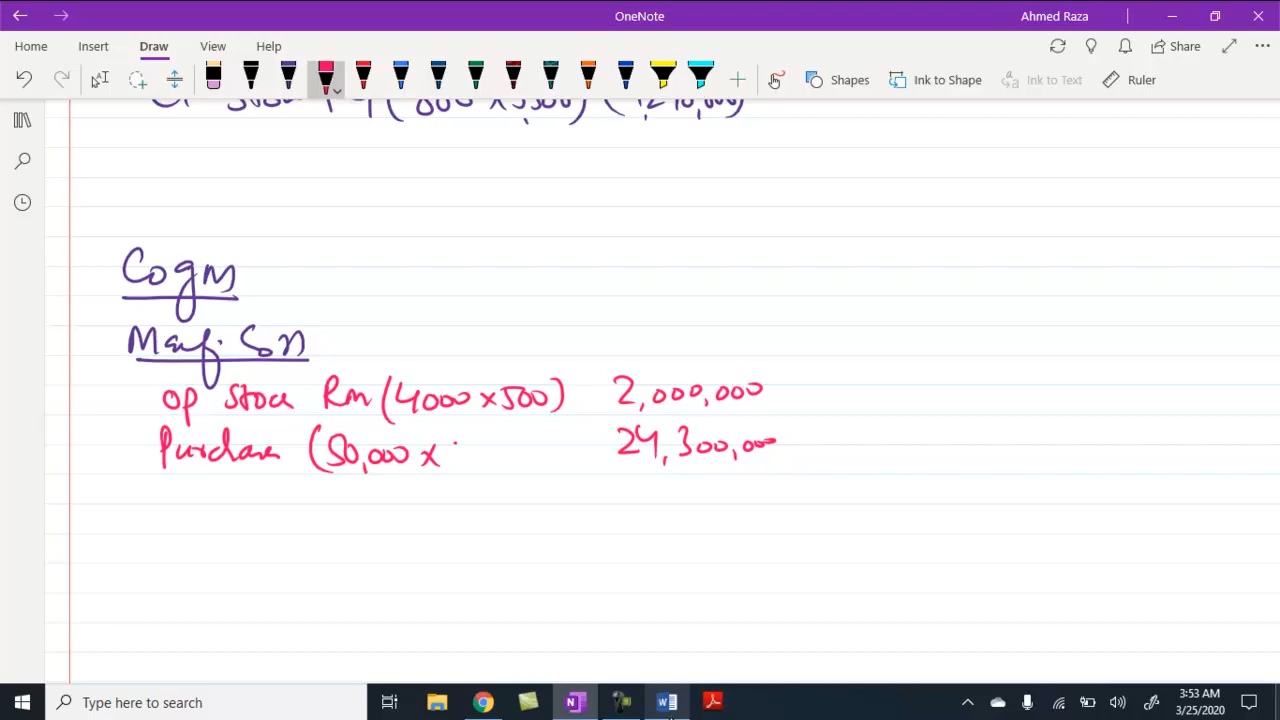 OneNote
Ahmed Raza
Home Insert Draw View Help
Share
Shapes Ink to Shape Ink to Text Ruler
CogM
Manf. Con
Op Stock Rm (4000 x 500) 2,000,000
Purchase (50,000 x 24,300,000
Type here to search
3:53 AM
3/25/2020